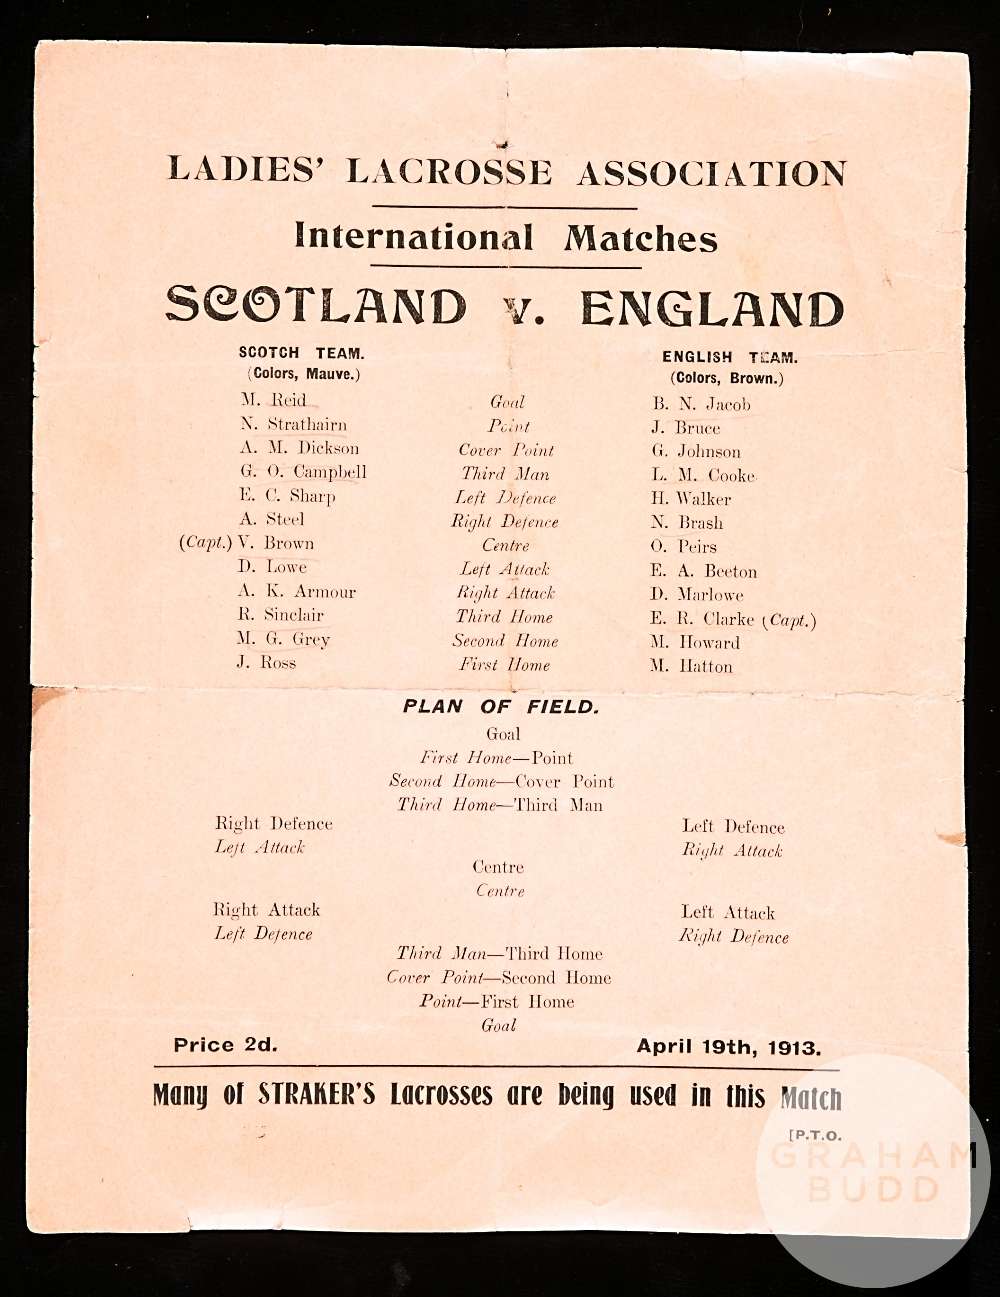 LADIES' LACROSSE ASSOCIATION
International Matches
SCOTLAND v. ENGLAND
SCOTCH TEAM. ENGLISH TEAM.
(Colors, Mauve.) (Colors, Brown.)
M. Reid Goal B. N. Jacob
N. Strathairn Point J. Bruce
A. M. Dickson Cover Point G. Johnson
G. O. Campbell Third Man L. M. Cooke
E. C. Sharp Left Defence H. Walker
A. Steel Right Defence N. Brash
(Capt.) V. Brown Centre O. Peirs
D. Lowe Left Attack E. A. Beeton
A. K. Armour Right Attack D. Marlowe
R. Sinclair Third Home E. R. Clarke (Capt.)
M. G. Grey Second Home M. Howard
J. Ross First Home M. Hatton
PLAN OF FIELD.
Goal
First Home—Point
Second Home—Cover Point
Third Home—Third Man
Right Defence Left Defence
Left Attack Right Attack
Centre
Centre
Right Attack Left Attack
Left Defence Right Defence
Third Man—Third Home
Cover Point—Second Home
Point—First Home
Goal
Price 2d. April 19th, 1913.
Many of STRAKER'S Lacrosses are being used in this Match
[P.T.O.
GRAHAM
BUDD